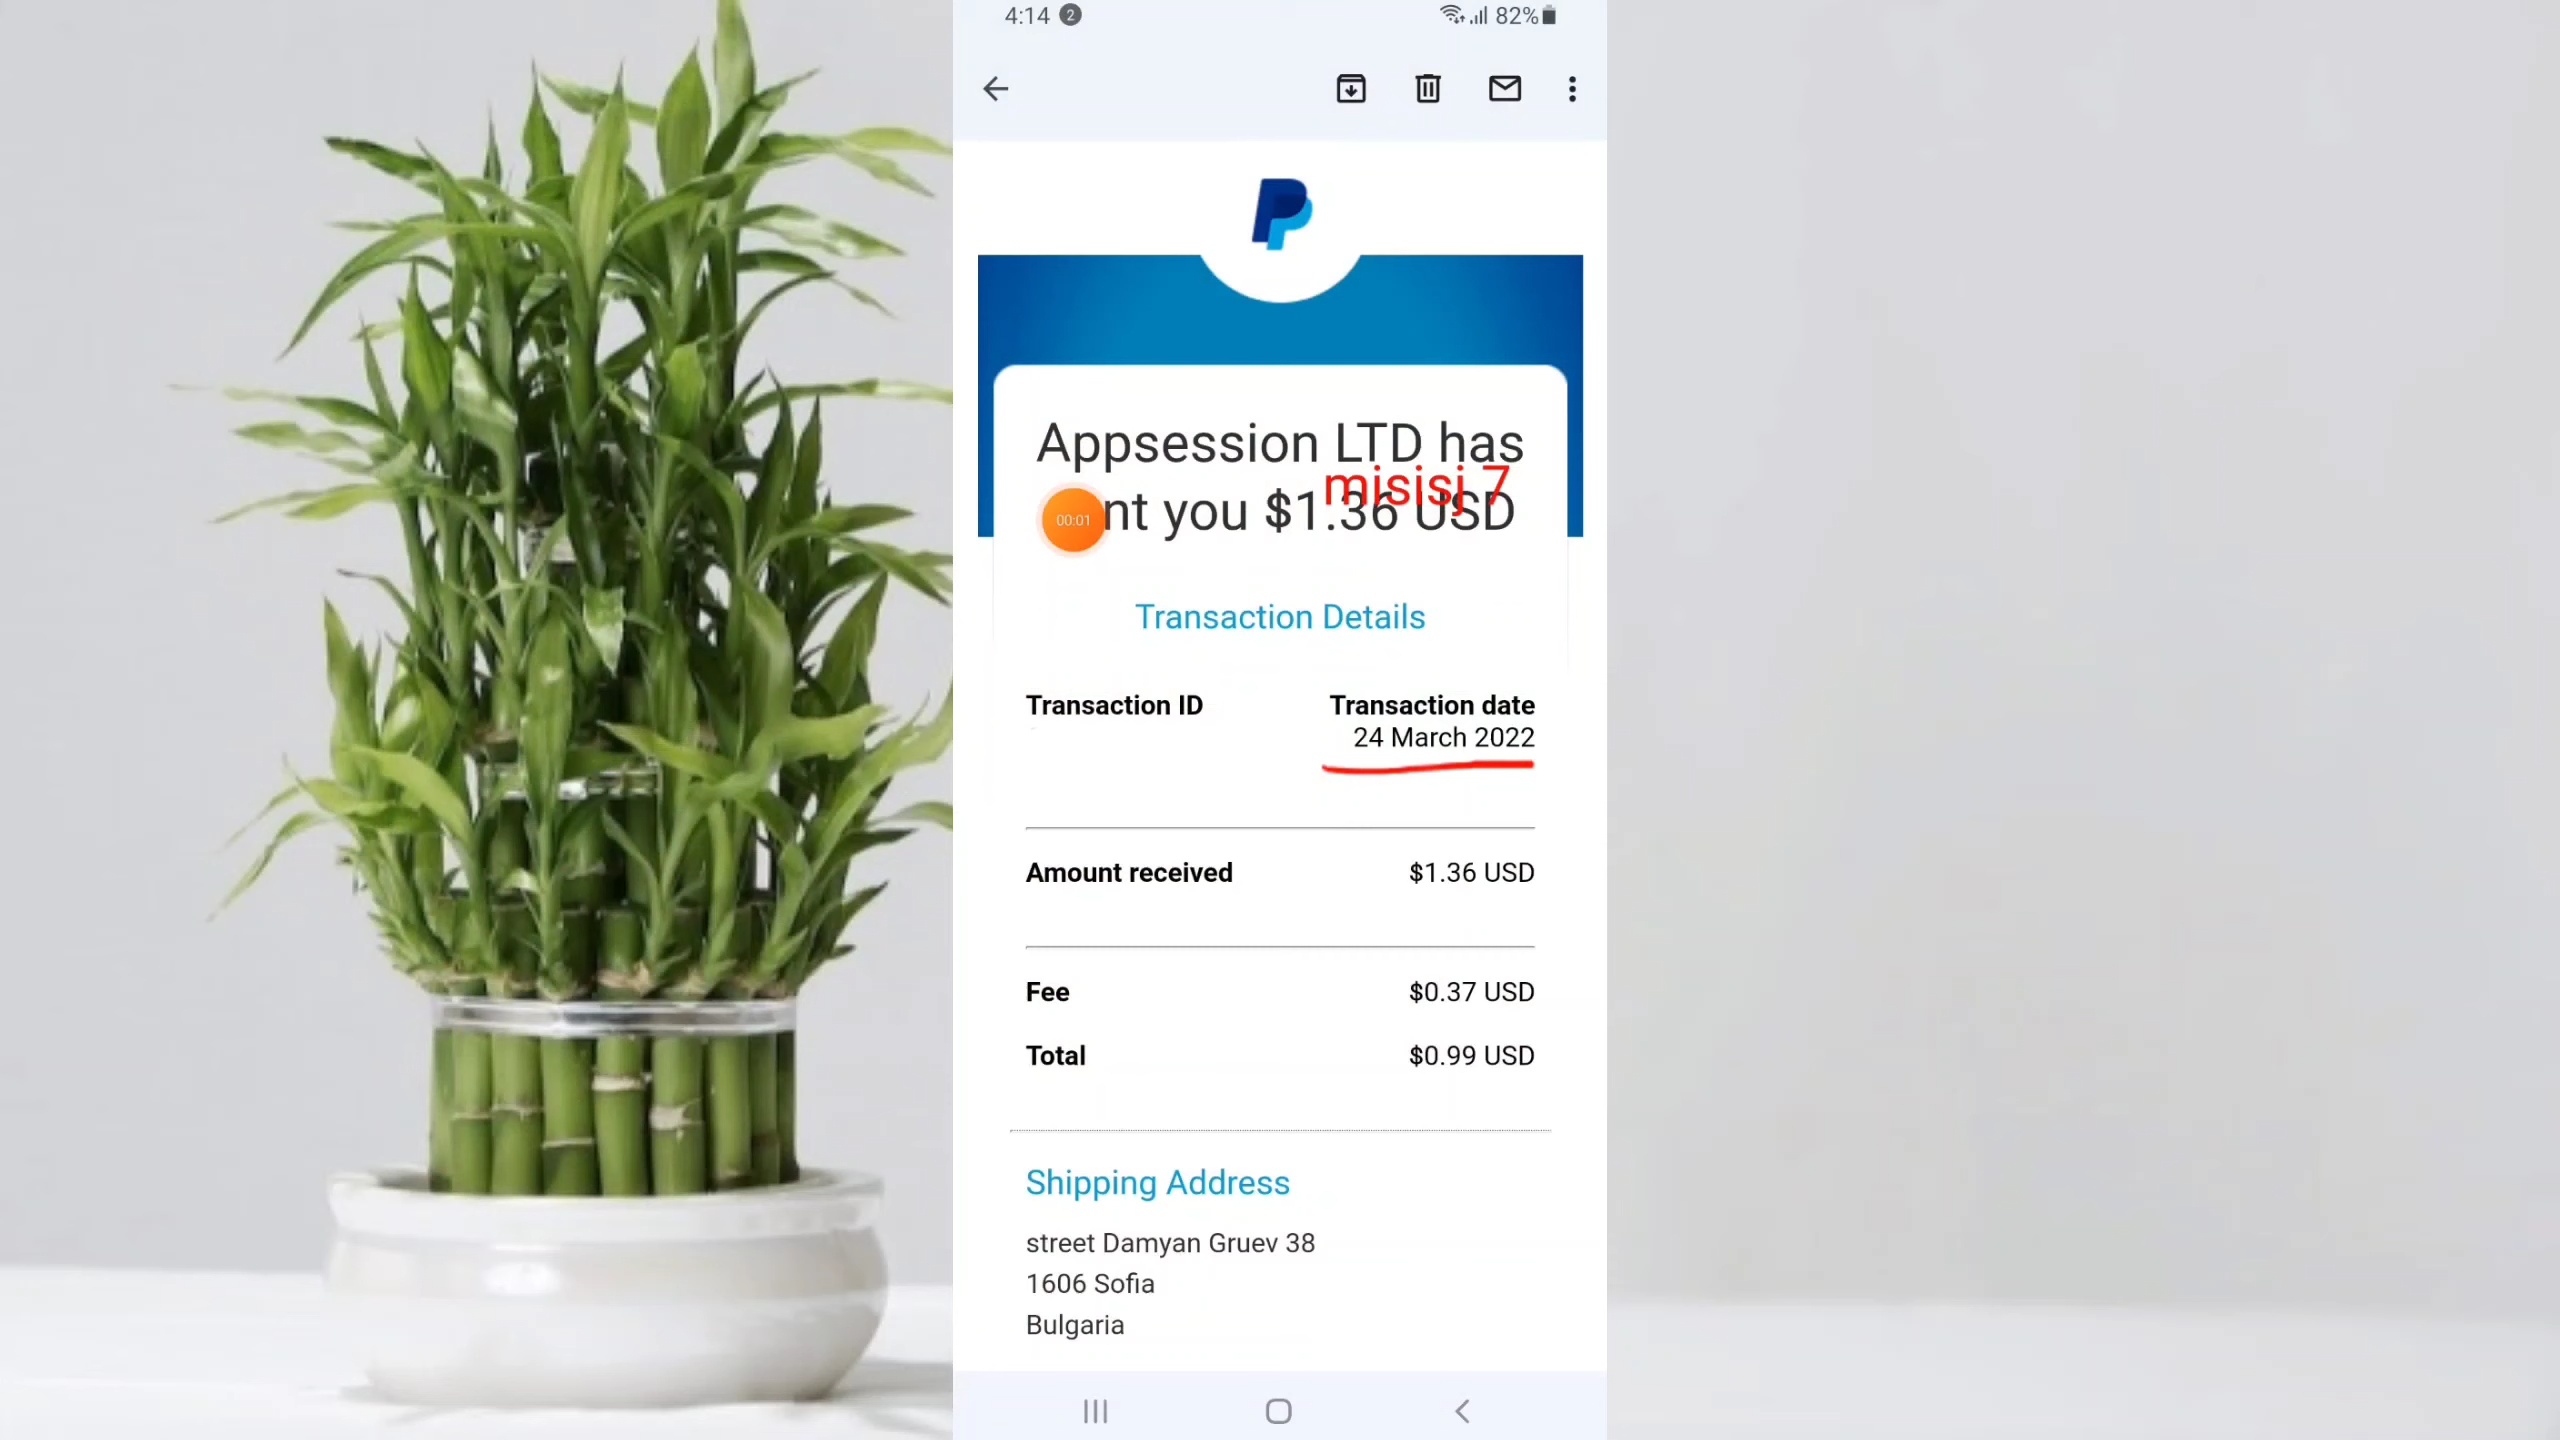 4:14 2 82%
Appsession LTD has
misisj 7
00:01 nt you $1.36 USD
Transaction Details
Transaction ID Transaction date
24 March 2022
Amount received $1.36 USD
Fee $0.37 USD
Total $0.99 USD
Shipping Address
street Damyan Gruev 38
1606 Sofia
Bulgaria